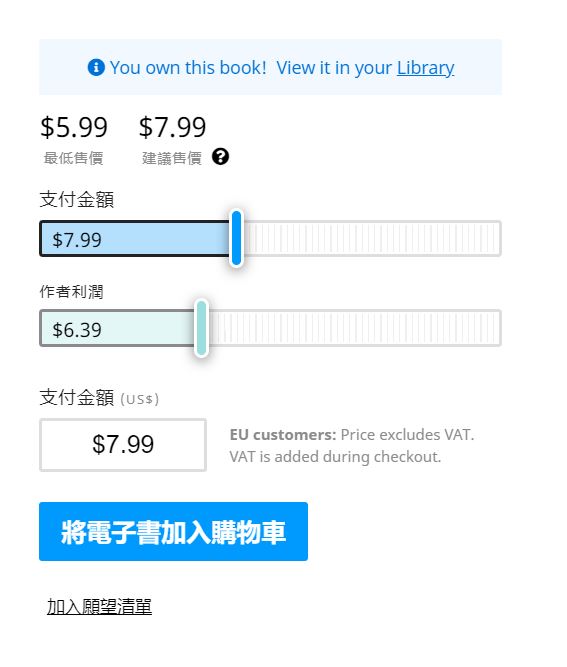 You own this book! View it in your Library
$5.99 $7.99
最低售價 建議售價 ?
支付金額
$7.99
作者利潤
$6.39
支付金額 (US$)
$7.99
EU customers: Price excludes VAT.
VAT is added during checkout.
將電子書加入購物車
加入願望清單